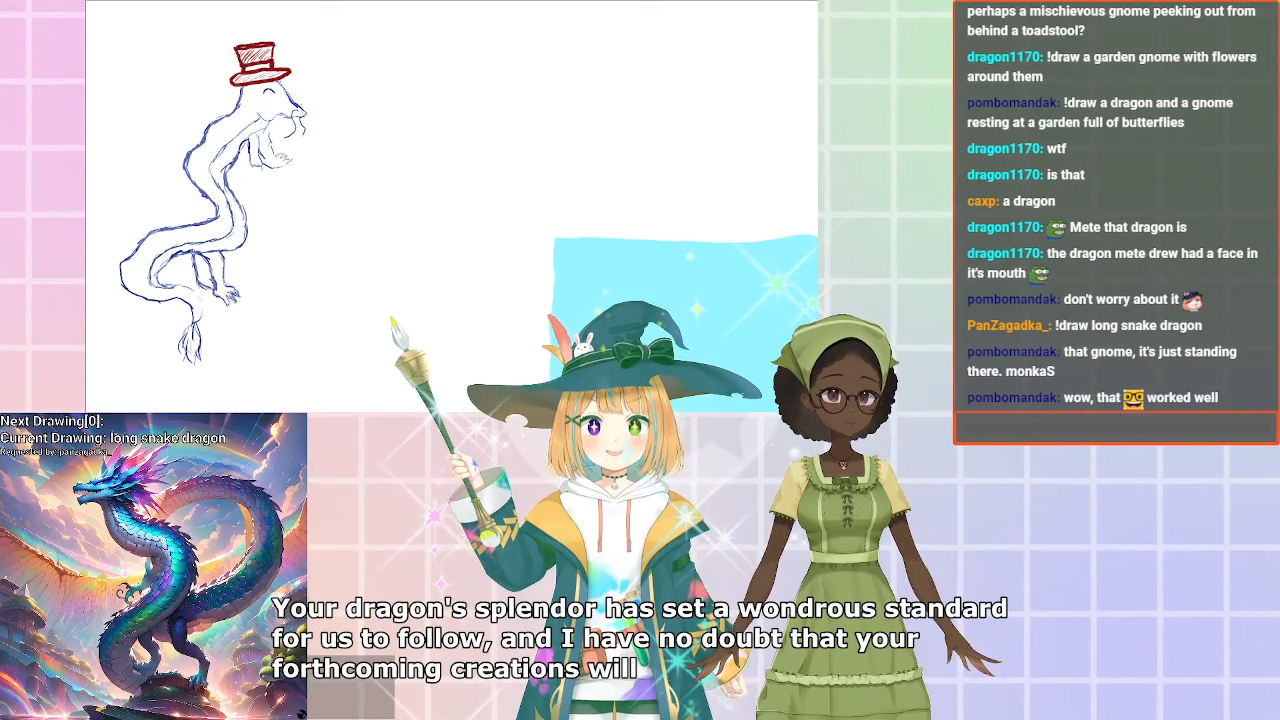 perhaps a mischievous gnome peeking out from
behind a toadstool?
dragon1170: !draw a garden gnome with flowers
around them
pombomandak: !draw a dragon and a gnome
resting at a garden full of butterflies
dragon1170: wtf
dragon1170: is that
caxp: a dragon
dragon1170: Mete that dragon is
dragon1170: the dragon mete drew had a face in
it's mouth
pombomandak: don't worry about it
PanZagadka_: !draw long snake dragon
pombomandak: that gnome, it's just standing
there. monkaS
pombomandak: wow, that worked well
Next Drawing[0]:
Current Drawing: long snake dragon
Requested by: panzagadka_
Your dragon's splendor has set a wondrous standard
for us to follow, and I have no doubt that your
forthcoming creations will